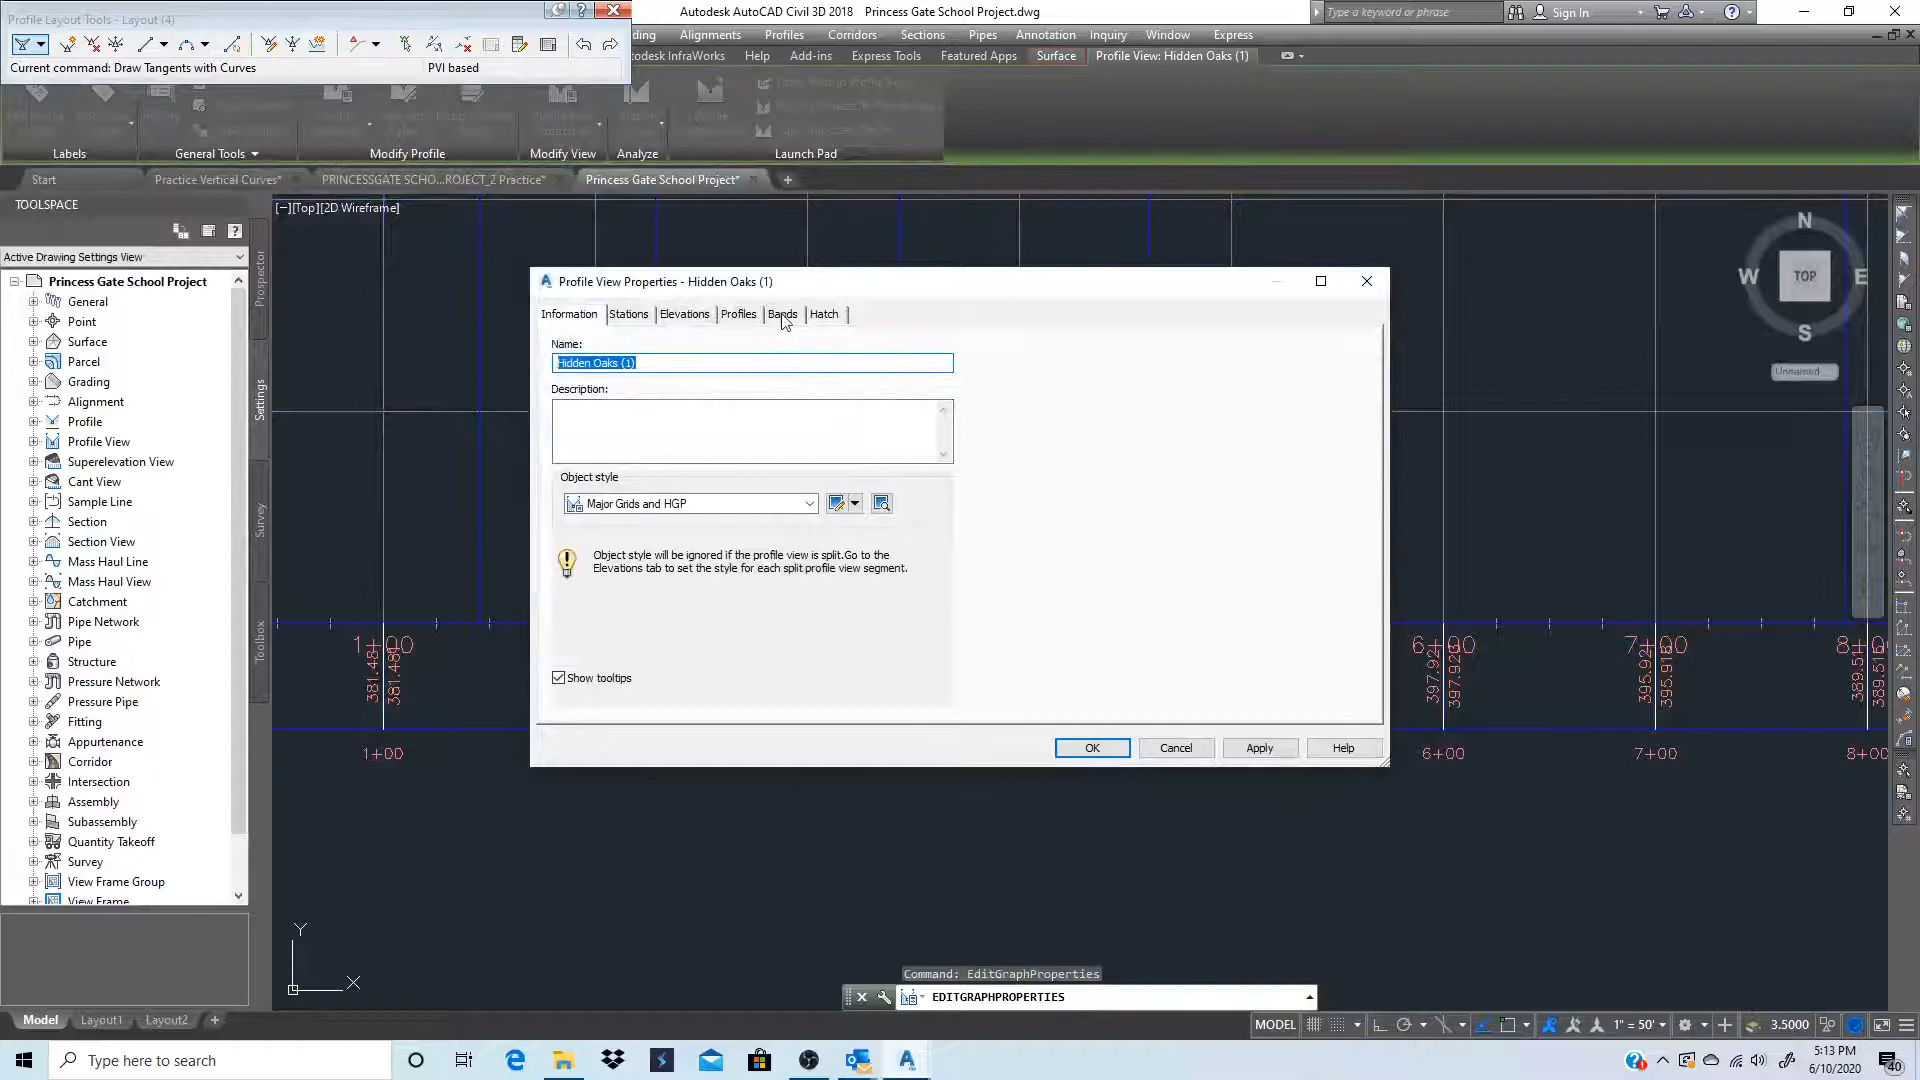 Profile Layout Tools - Layout (4)
Current command: Draw Tangents with Curves
PVI based
Autodesk AutoCAD Civil 3D 2018 Princess Gate School Project.dwg
Type a keyword or phrase
Sign In
Alignments
Profiles
Corridors
Sections
Pipes
Annotation
Inquiry
Window
Express
InfraWorks
Help
Add-ins
Express Tools
Featured Apps
Surface
Profile View: Hidden Oaks (1)
Labels
General Tools
Modify Profile
Modify View
Analyze
Launch Pad
Start
Practice Vertical Curves*
PRINCESSGATE SCHO...ROJECT_2 Practice*
Princess Gate School Project*
TOOLSPACE
[−][Top][2D Wireframe]
Active Drawing Settings View
Princess Gate School Project
General
Point
Surface
Parcel
Grading
Alignment
Profile
Profile View
Superelevation View
Cant View
Sample Line
Section
Section View
Mass Haul Line
Mass Haul View
Catchment
Pipe Network
Pipe
Structure
Pressure Network
Pressure Pipe
Fitting
Appurtenance
Corridor
Intersection
Assembly
Subassembly
Quantity Takeoff
Survey
View Frame Group
View Frame
Prospector
Settings
Survey
Toolbox
Profile View Properties - Hidden Oaks (1)
Information
Stations
Elevations
Profiles
Bands
Hatch
Name:
Hidden Oaks (1)
Description:
Object style
Major Grids and HGP
Object style will be ignored if the profile view is split.Go to the
Elevations tab to set the style for each split profile view segment.
Show tooltips
OK
Cancel
Apply
Help
N
W
TOP
E
S
Unnamed
1+00
6+00
7+00
381.48
381.480
397.92
395.92
389.51
1+00
6+00
7+00
8+00
Y
X
Command: EditGraphProperties
EDITGRAPHPROPERTIES
Model
Layout1
Layout2
MODEL
1" = 50'
3.5000
Type here to search
5:13 PM
6/10/2020
40